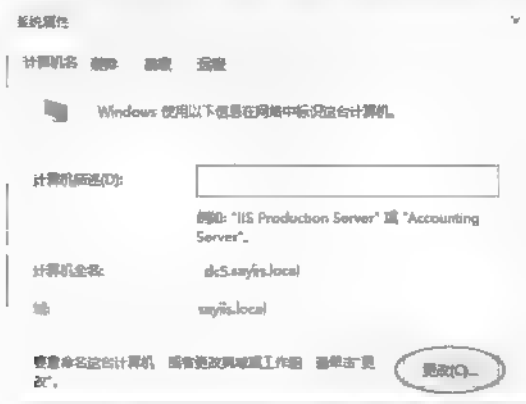 系统属性
计算机名 硬件 高级 远程
Windows 使用以下信息在网络中标识这台计算机。
计算机描述(D):
例如: "IIS Production Server" 或 "Accounting
Server"。
计算机全名: dc5.sayiis.local
域: sayiis.local
要重命名这台计算机，或者更改其域或工作组，请单击"更
改"。
更改(C)...